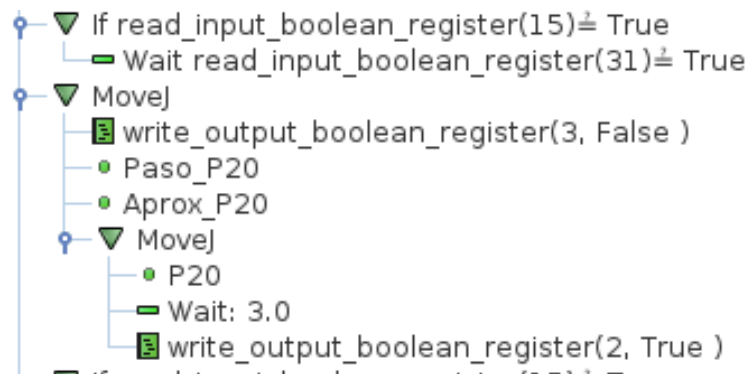 If read_input_boolean_register(15)≟ True
Wait read_input_boolean_register(31)≟ True
MoveJ
write_output_boolean_register(3, False )
Paso_P20
Aprox_P20
MoveJ
P20
Wait: 3.0
write_output_boolean_register(2, True )